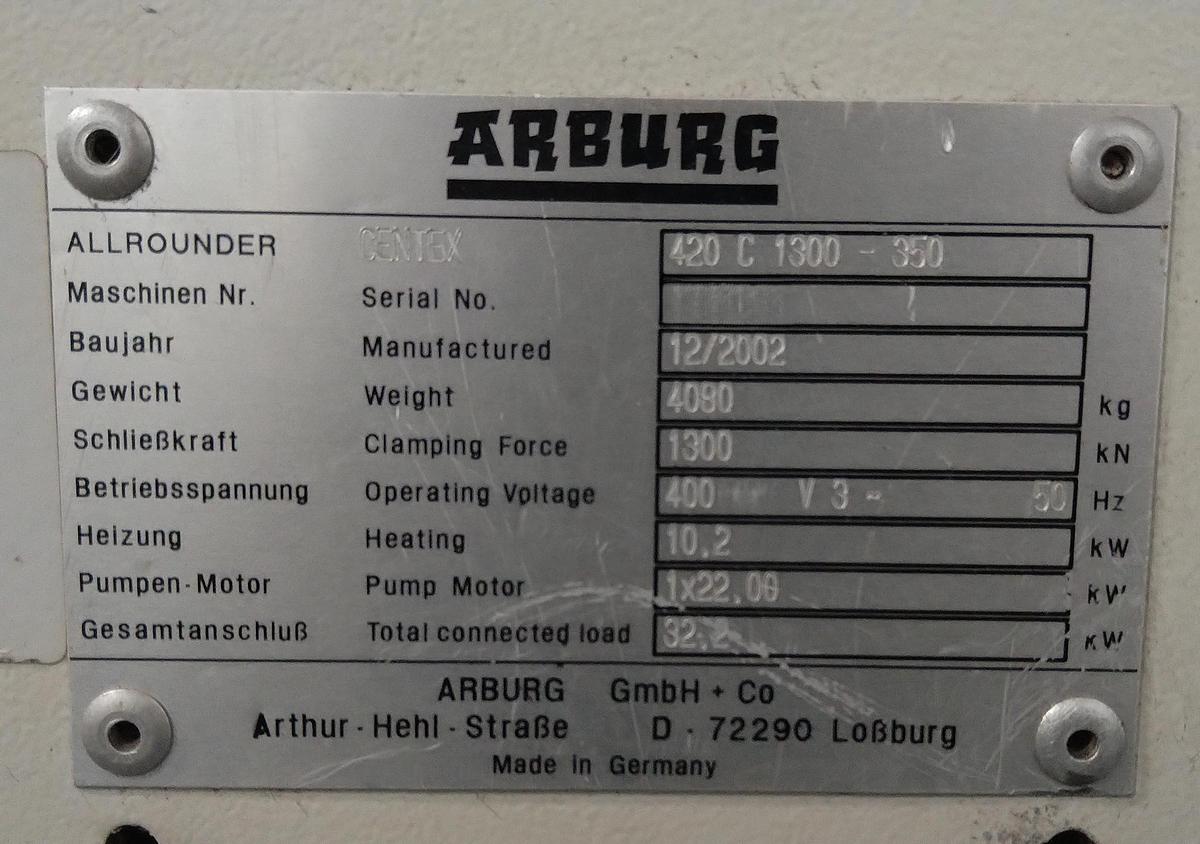 ARBURG
ALLROUNDER CENTEX 420 C 1300 - 350
Maschinen Nr. Serial No.
Baujahr Manufactured 12/2002
Gewicht Weight 4080 kg
Schließkraft Clamping Force 1300 kN
Betriebsspannung Operating Voltage 400 V 3 ~ 50 Hz
Heizung Heating 10,2 kW
Pumpen-Motor Pump Motor 1x22,00 kW
Gesamtanschluß Total connected load 32,2 kW
ARBURG GmbH + Co
Arthur-Hehl-Straße D-72290 Loßburg
Made in Germany